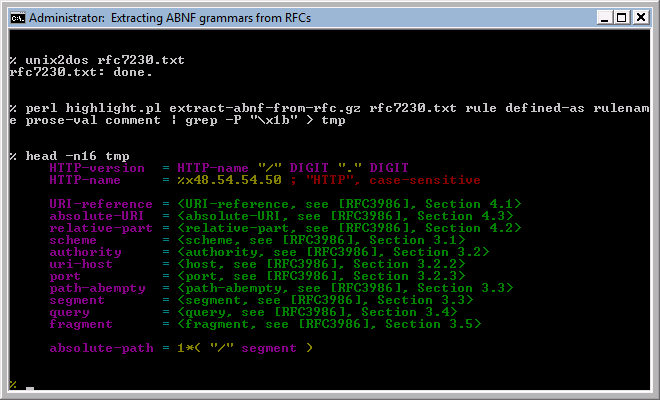 Administrator: Extracting ABNF grammars from RFCs
% unix2dos rfc7230.txt
rfc7230.txt: done.
% perl highlight.pl extract-abnf-from-rfc.gz rfc7230.txt rule defined-as rulenam
e prose-val comment | grep -P "\x1b" > tmp
% head -n16 tmp
HTTP-version = HTTP-name "/" DIGIT "." DIGIT
HTTP-name = %x48.54.54.50 ; "HTTP", case-sensitive
URI-reference = <URI-reference, see [RFC3986], Section 4.1>
absolute-URI = <absolute-URI, see [RFC3986], Section 4.3>
relative-part = <relative-part, see [RFC3986], Section 4.2>
scheme = <scheme, see [RFC3986], Section 3.1>
authority = <authority, see [RFC3986], Section 3.2>
uri-host = <host, see [RFC3986], Section 3.2.2>
port = <port, see [RFC3986], Section 3.2.3>
path-abempty = <path-abempty, see [RFC3986], Section 3.3>
segment = <segment, see [RFC3986], Section 3.3>
query = <query, see [RFC3986], Section 3.4>
fragment = <fragment, see [RFC3986], Section 3.5>
absolute-path = 1*( "/" segment )
% _